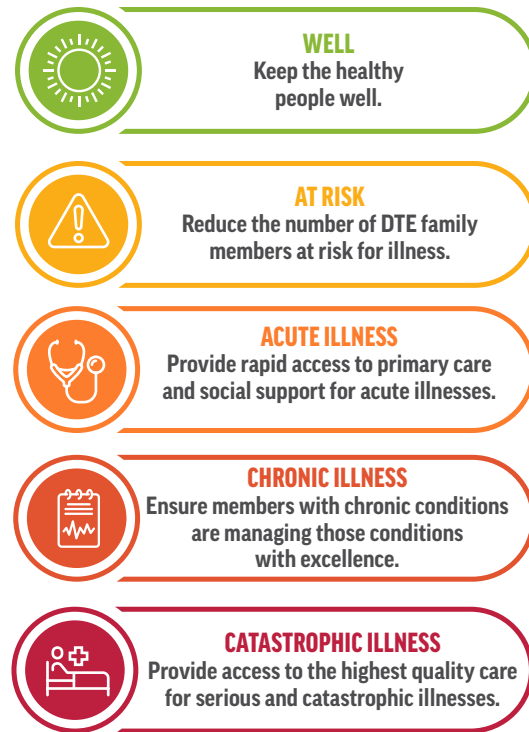 WELL
Keep the healthy
people well.
AT RISK
Reduce the number of DTE family
members at risk for illness.
ACUTE ILLNESS
Provide rapid access to primary care
and social support for acute illnesses.
CHRONIC ILLNESS
Ensure members with chronic conditions
are managing those conditions
with excellence.
CATASTROPHIC ILLNESS
Provide access to the highest quality care
for serious and catastrophic illnesses.